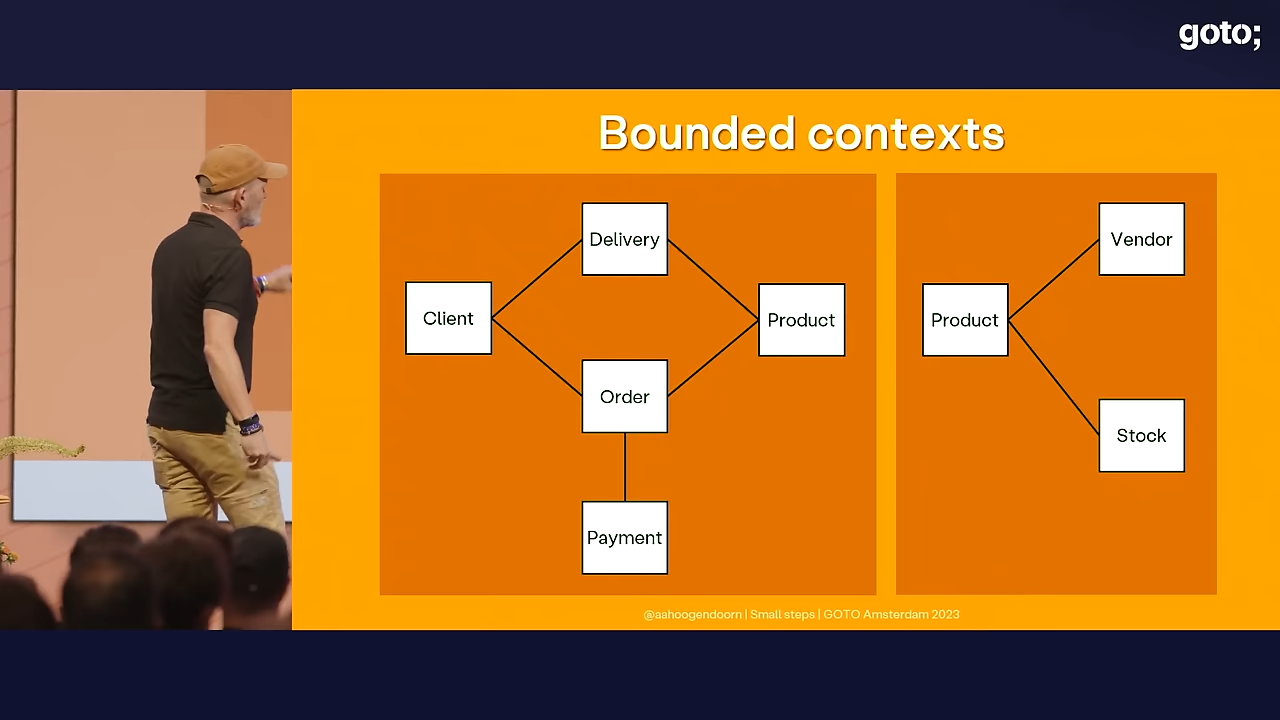 goto;
Bounded contexts
Delivery
Vendor
Client
Product
Product
Order
Stock
Payment
@aahoogendoorn | Small steps | GOTO Amsterdam 2023